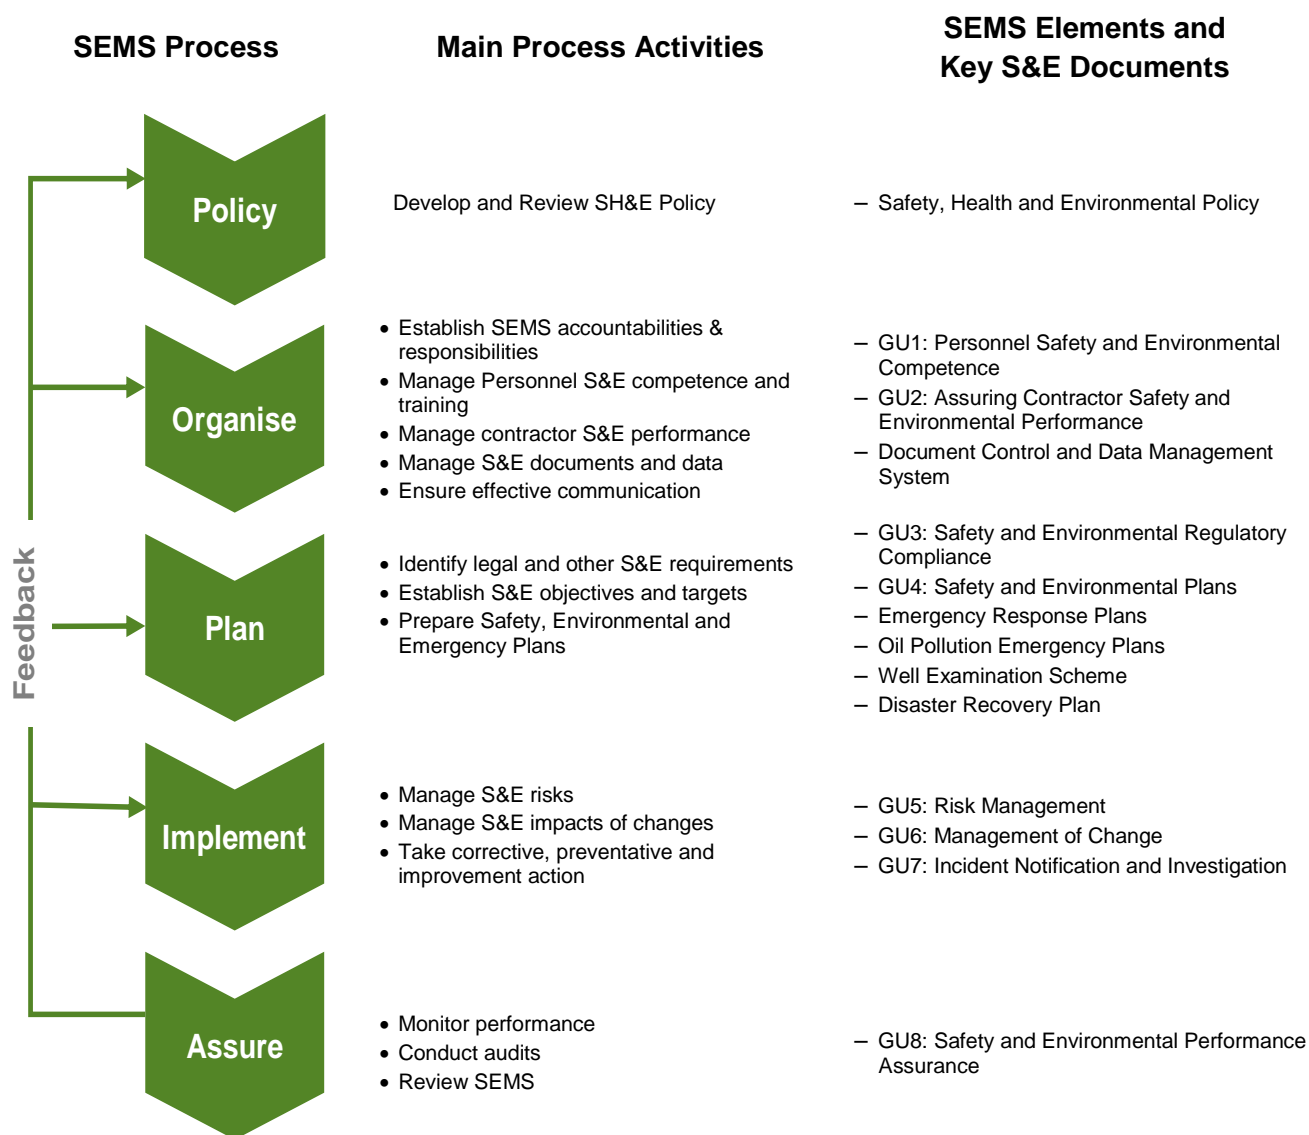 SEMS Process
Main Process Activities
SEMS Elements and
Key S&E Documents
Feedback
Policy
Develop and Review SH&E Policy
– Safety, Health and Environmental Policy
Organise
• Establish SEMS accountabilities &
responsibilities
• Manage Personnel S&E competence and
training
• Manage contractor S&E performance
• Manage S&E documents and data
• Ensure effective communication
– GU1: Personnel Safety and Environmental
Competence
– GU2: Assuring Contractor Safety and
Environmental Performance
– Document Control and Data Management
System
Plan
• Identify legal and other S&E requirements
• Establish S&E objectives and targets
• Prepare Safety, Environmental and
Emergency Plans
– GU3: Safety and Environmental Regulatory
Compliance
– GU4: Safety and Environmental Plans
– Emergency Response Plans
– Oil Pollution Emergency Plans
– Well Examination Scheme
– Disaster Recovery Plan
Implement
• Manage S&E risks
• Manage S&E impacts of changes
• Take corrective, preventative and
improvement action
– GU5: Risk Management
– GU6: Management of Change
– GU7: Incident Notification and Investigation
Assure
• Monitor performance
• Conduct audits
• Review SEMS
– GU8: Safety and Environmental Performance
Assurance